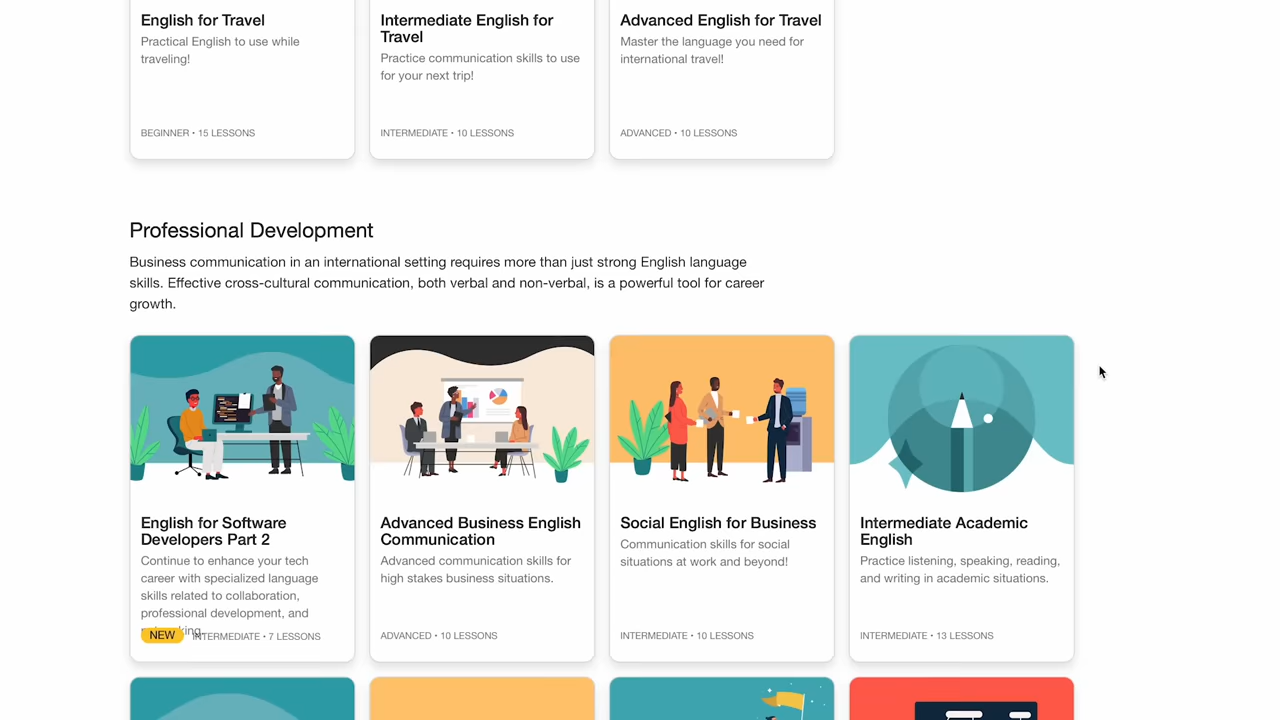 English for Travel
Practical English to use while
traveling!
BEGINNER • 15 LESSONS
Intermediate English for
Travel
Practice communication skills to use
for your next trip!
INTERMEDIATE • 10 LESSONS
Advanced English for Travel
Master the language you need for
international travel!
ADVANCED • 10 LESSONS
Professional Development
Business communication in an international setting requires more than just strong English language
skills. Effective cross-cultural communication, both verbal and non-verbal, is a powerful tool for career
growth.
English for Software
Developers Part 2
Continue to enhance your tech
career with specialized language
skills related to collaboration,
professional development, and
NEW INTERMEDIATE • 7 LESSONS
Advanced Business English
Communication
Advanced communication skills for
high stakes business situations.
ADVANCED • 10 LESSONS
Social English for Business
Communication skills for social
situations at work and beyond!
INTERMEDIATE • 10 LESSONS
Intermediate Academic
English
Practice listening, speaking, reading,
and writing in academic situations.
INTERMEDIATE • 13 LESSONS